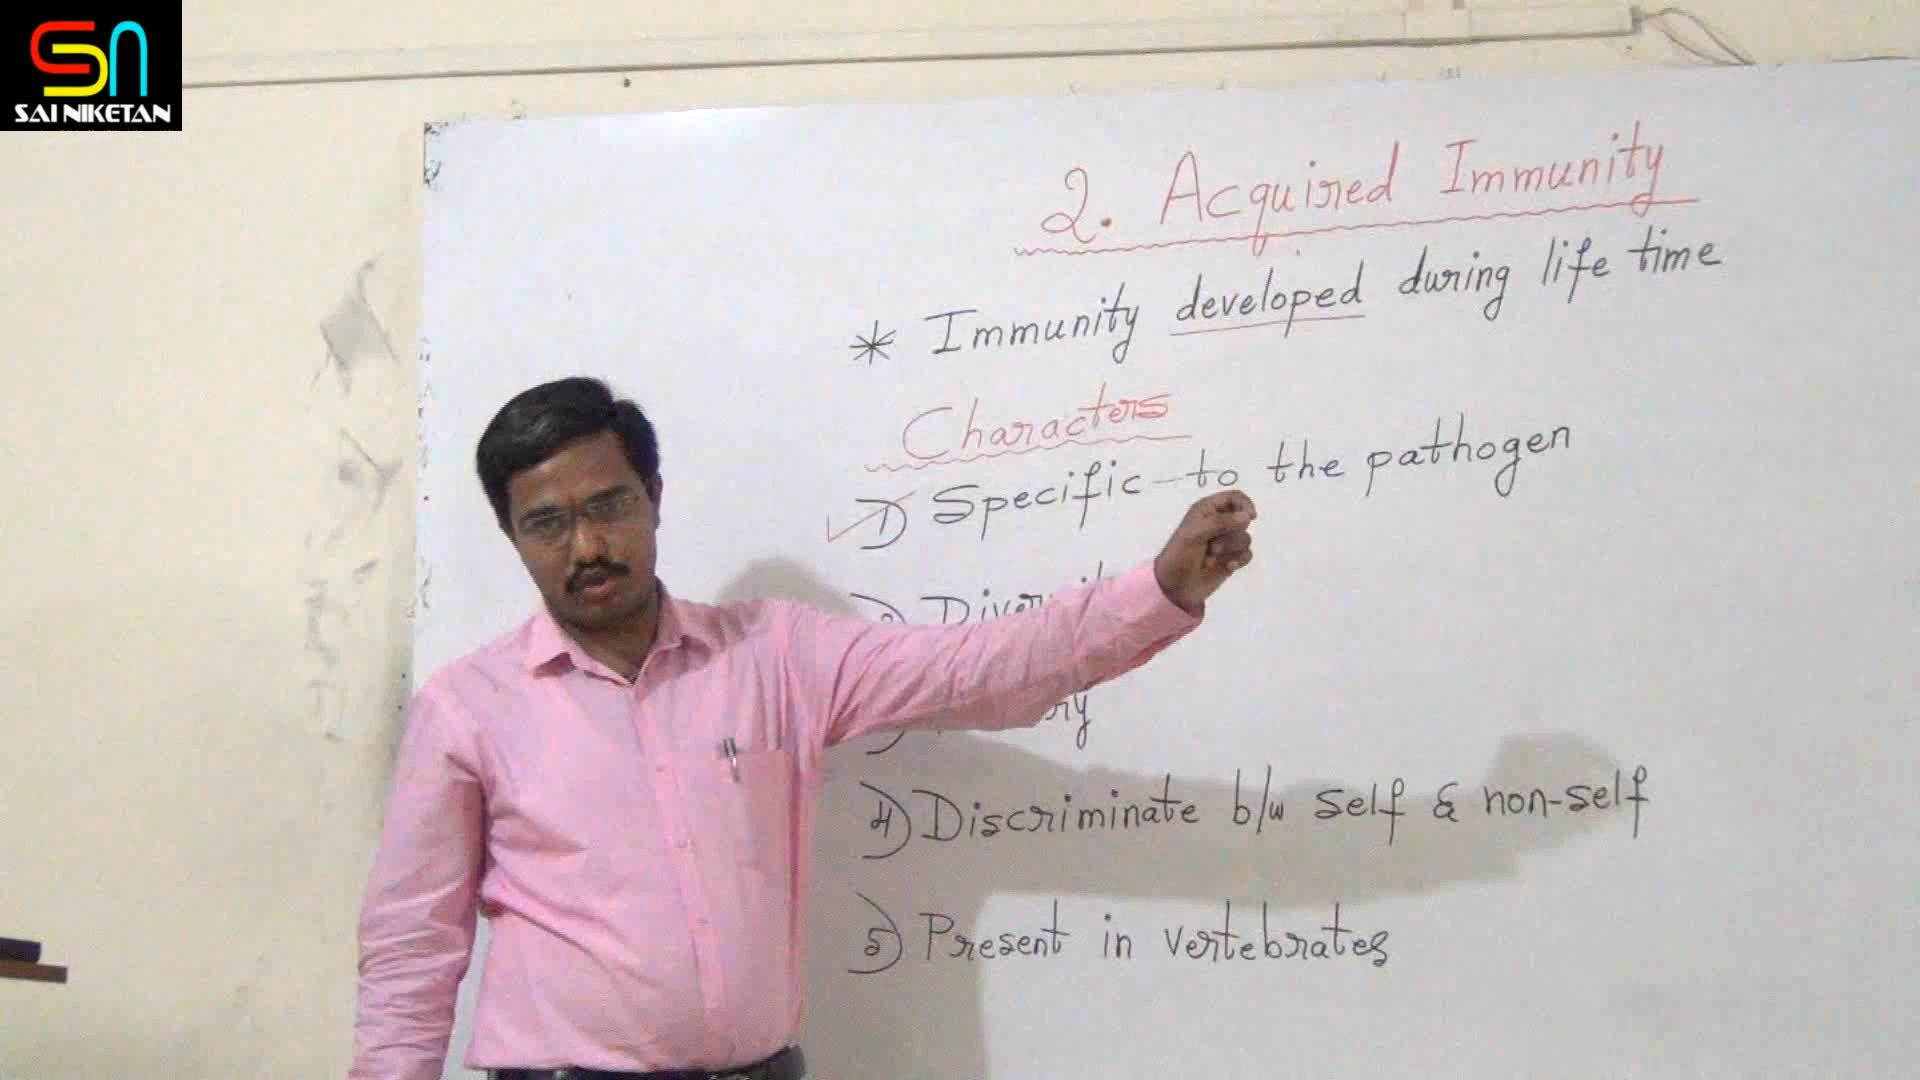 SN
SAI NIKETAN
2. Acquired Immunity
* Immunity developed during life time
Characters
1) Specific to the pathogen
4) Discriminate b/w self & non-self
5) Present in vertebrates